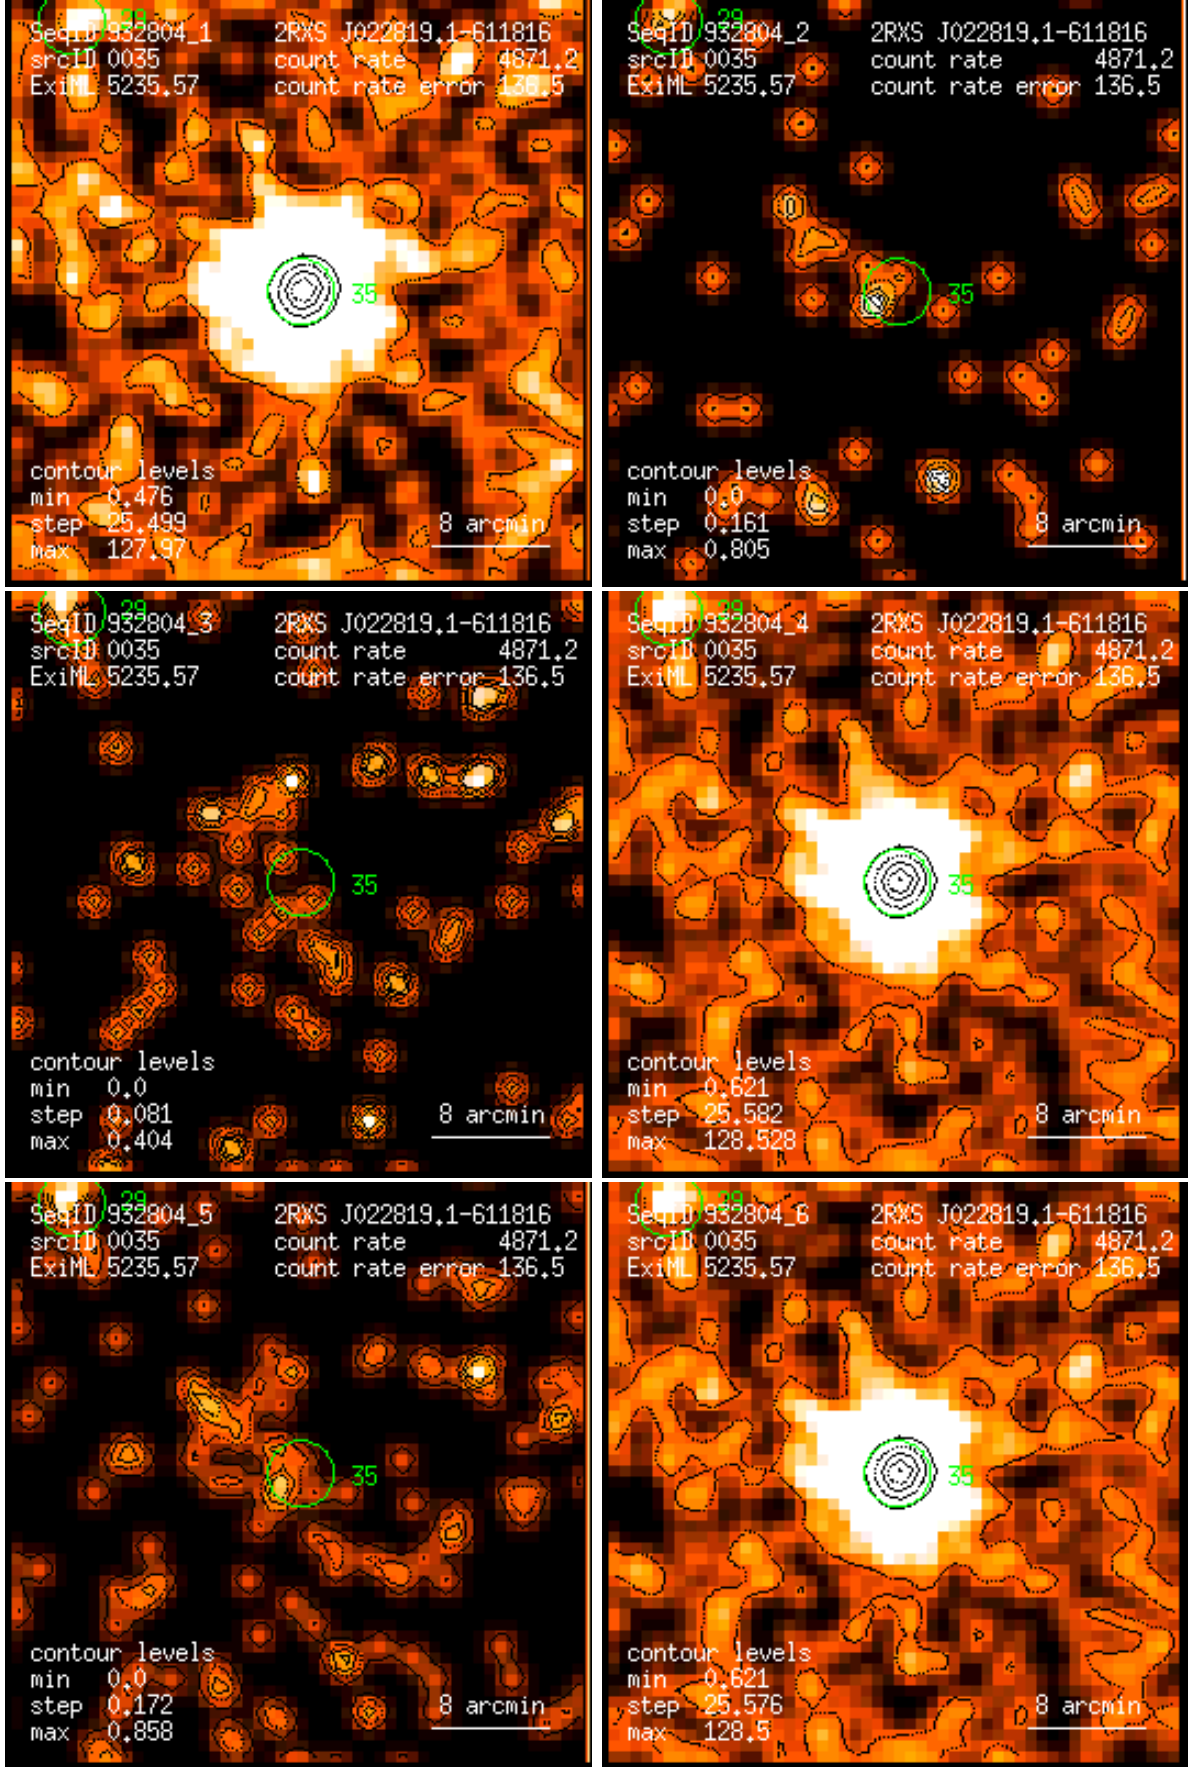 29
SeqID 932804_1 2RXS J022819.1-611816
srcID 0035 count rate 4871.2
ExiML 5235.57 count rate error 136.5
35
contour levels
min 0.476
step 25.499 8 arcmin
max 127.97
29
SeqID 932804_2 2RXS J022819.1-611816
srcID 0035 count rate 4871.2
ExiML 5235.57 count rate error 136.5
35
contour levels
min 0.0
step 0.161 8 arcmin
max 0.805
29
SeqID 932804_3 2RXS J022819.1-611816
srcID 0035 count rate 4871.2
ExiML 5235.57 count rate error 136.5
35
contour levels
min 0.0
step 0.081 8 arcmin
max 0.404
29
SeqID 932804_4 2RXS J022819.1-611816
srcID 0035 count rate 4871.2
ExiML 5235.57 count rate error 136.5
35
contour levels
min 0.621
step 25.582 8 arcmin
max 128.528
29
SeqID 932804_5 2RXS J022819.1-611816
srcID 0035 count rate 4871.2
ExiML 5235.57 count rate error 136.5
35
contour levels
min 0.0
step 0.172 8 arcmin
max 0.858
29
SeqID 932804_6 2RXS J022819.1-611816
srcID 0035 count rate 4871.2
ExiML 5235.57 count rate error 136.5
35
contour levels
min 0.621
step 25.576 8 arcmin
max 128.5